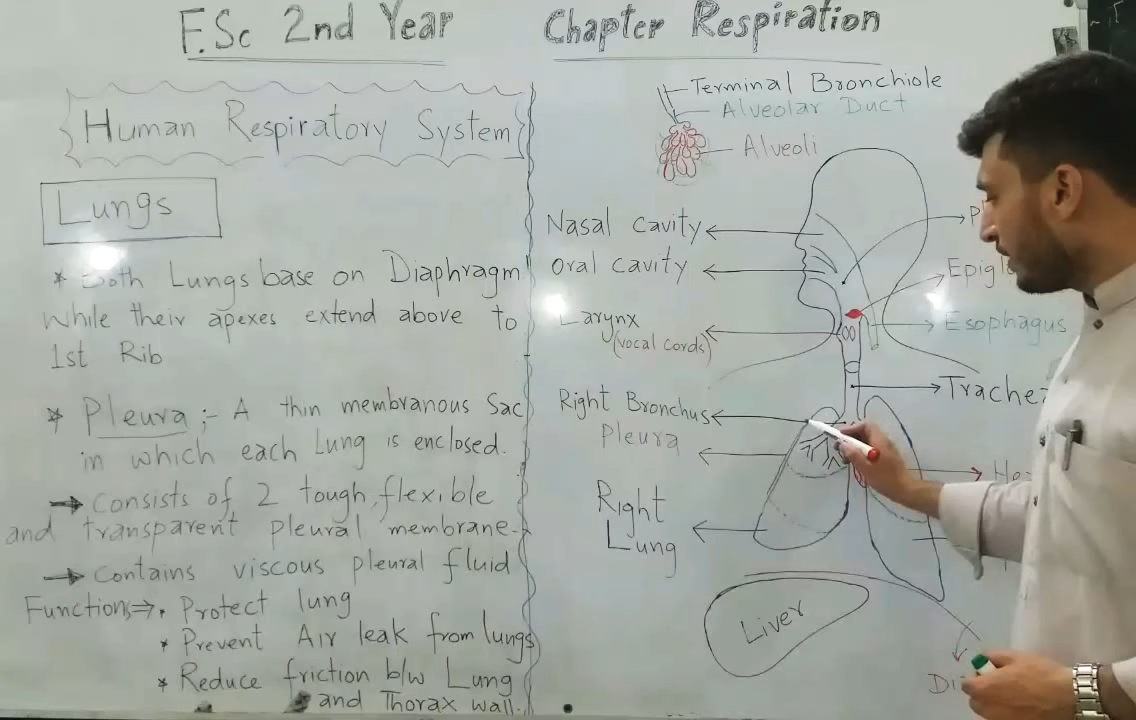 F.Sc 2nd Year
Chapter Respiration
Human Respiratory System
Lungs
* Both Lungs base on Diaphragm
While their apexes extend above to
1st Rib
* Pleura :- A thin membranous Sac
in which each Lung is enclosed.
→ Consists of 2 tough, flexible
and transparent pleural membrane.
→ Contains viscous pleural fluid
Functions⇒ • Protect lung
* Prevent Air leak from lungs
* Reduce friction b/w Lung
and Thorax wall.
Terminal Bronchiole
Alveolar Duct
Alveoli
Nasal Cavity
Oral Cavity
Larynx
(vocal cords)
Right Bronchus
Pleura
Right
Lung
Esophagus
Liver